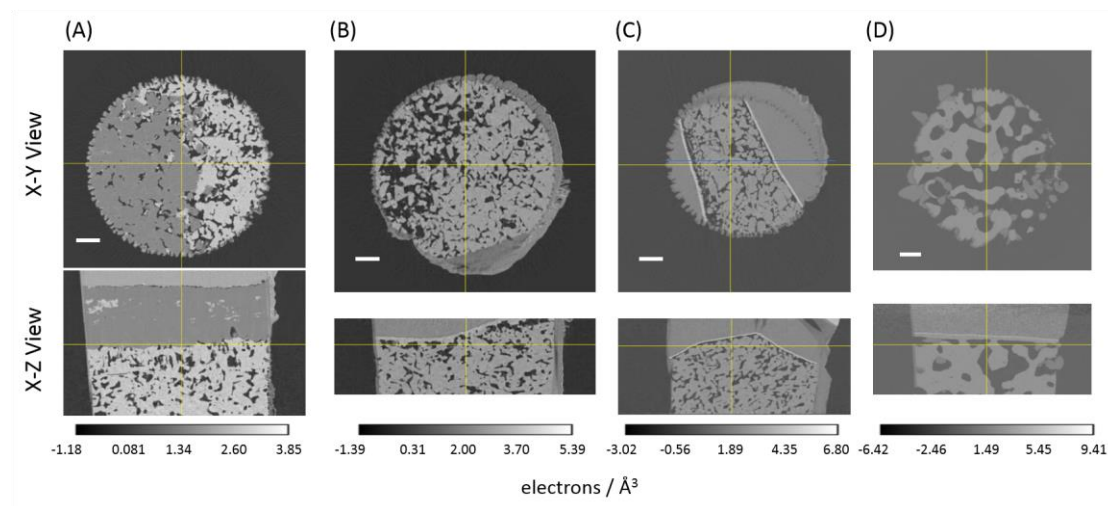 (A) (B) (C) (D)
X-Y View
X-Z View
-1.18 0.081 1.34 2.60 3.85
-1.39 0.31 2.00 3.70 5.39
-3.02 -0.56 1.89 4.35 6.80
-6.42 -2.46 1.49 5.45 9.41
electrons / Å³